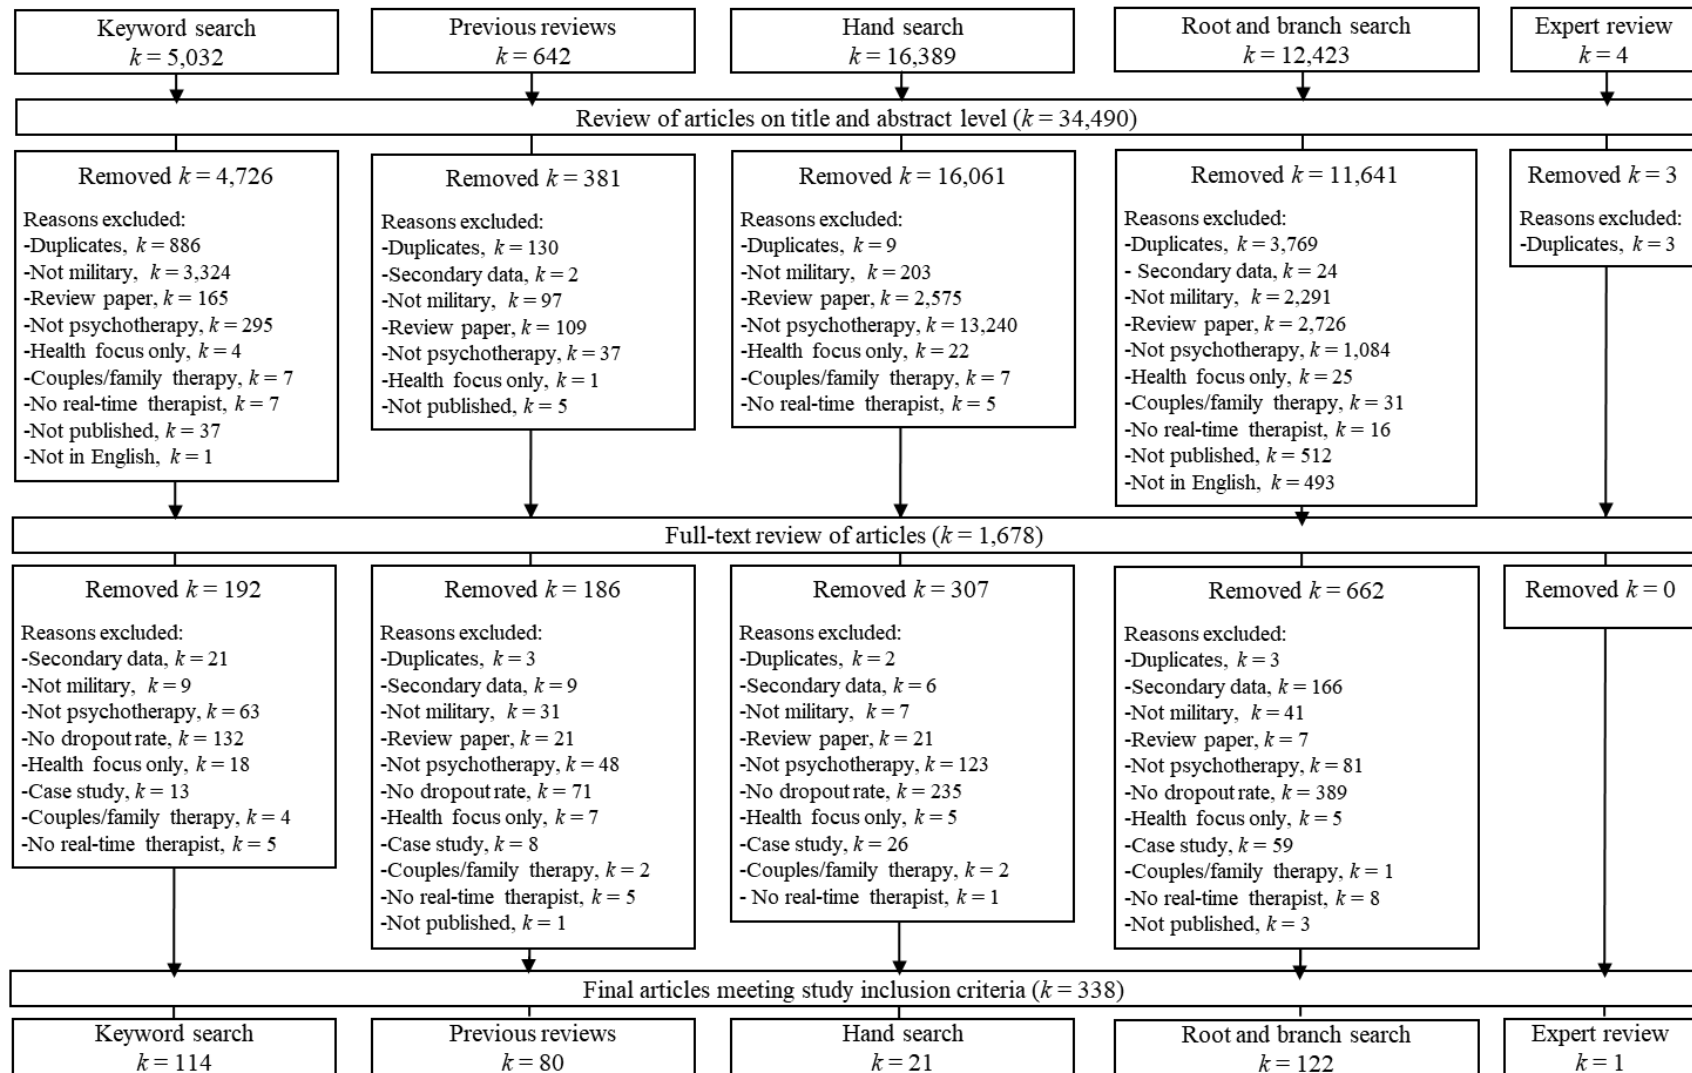 Keyword search
k = 5,032
Previous reviews
k = 642
Hand search
k = 16,389
Root and branch search
k = 12,423
Expert review
k = 4
Review of articles on title and abstract level (k = 34,490)
Removed k = 4,726
Reasons excluded:
-Duplicates, k = 886
-Not military, k = 3,324
-Review paper, k = 165
-Not psychotherapy, k = 295
-Health focus only, k = 4
-Couples/family therapy, k = 7
-No real-time therapist, k = 7
-Not published, k = 37
-Not in English, k = 1
Removed k = 381
Reasons excluded:
-Duplicates, k = 130
-Secondary data, k = 2
-Not military, k = 97
-Review paper, k = 109
-Not psychotherapy, k = 37
-Health focus only, k = 1
-Not published, k = 5
Removed k = 16,061
Reasons excluded:
-Duplicates, k = 9
-Not military, k = 203
-Review paper, k = 2,575
-Not psychotherapy, k = 13,240
-Health focus only, k = 22
-Couples/family therapy, k = 7
-No real-time therapist, k = 5
Removed k = 11,641
Reasons excluded:
-Duplicates, k = 3,769
- Secondary data, k = 24
-Not military, k = 2,291
-Review paper, k = 2,726
-Not psychotherapy, k = 1,084
-Health focus only, k = 25
-Couples/family therapy, k = 31
-No real-time therapist, k = 16
-Not published, k = 512
-Not in English, k = 493
Removed k = 3
Reasons excluded:
-Duplicates, k = 3
Full-text review of articles (k = 1,678)
Removed k = 192
Reasons excluded:
-Secondary data, k = 21
-Not military, k = 9
-Not psychotherapy, k = 63
-No dropout rate, k = 132
-Health focus only, k = 18
-Case study, k = 13
-Couples/family therapy, k = 4
-No real-time therapist, k = 5
Removed k = 186
Reasons excluded:
-Duplicates, k = 3
-Secondary data, k = 9
-Not military, k = 31
-Review paper, k = 21
-Not psychotherapy, k = 48
-No dropout rate, k = 71
-Health focus only, k = 7
-Case study, k = 8
-Couples/family therapy, k = 2
-No real-time therapist, k = 5
-Not published, k = 1
Removed k = 307
Reasons excluded:
-Duplicates, k = 2
-Secondary data, k = 6
-Not military, k = 7
-Review paper, k = 21
-Not psychotherapy, k = 123
-No dropout rate, k = 235
-Health focus only, k = 5
-Case study, k = 26
-Couples/family therapy, k = 2
- No real-time therapist, k = 1
Removed k = 662
Reasons excluded:
-Duplicates, k = 3
-Secondary data, k = 166
-Not military, k = 41
-Review paper, k = 7
-Not psychotherapy, k = 81
-No dropout rate, k = 389
-Health focus only, k = 5
-Case study, k = 59
-Couples/family therapy, k = 1
-No real-time therapist, k = 8
-Not published, k = 3
Removed k = 0
Final articles meeting study inclusion criteria (k = 338)
Keyword search
k = 114
Previous reviews
k = 80
Hand search
k = 21
Root and branch search
k = 122
Expert review
k = 1